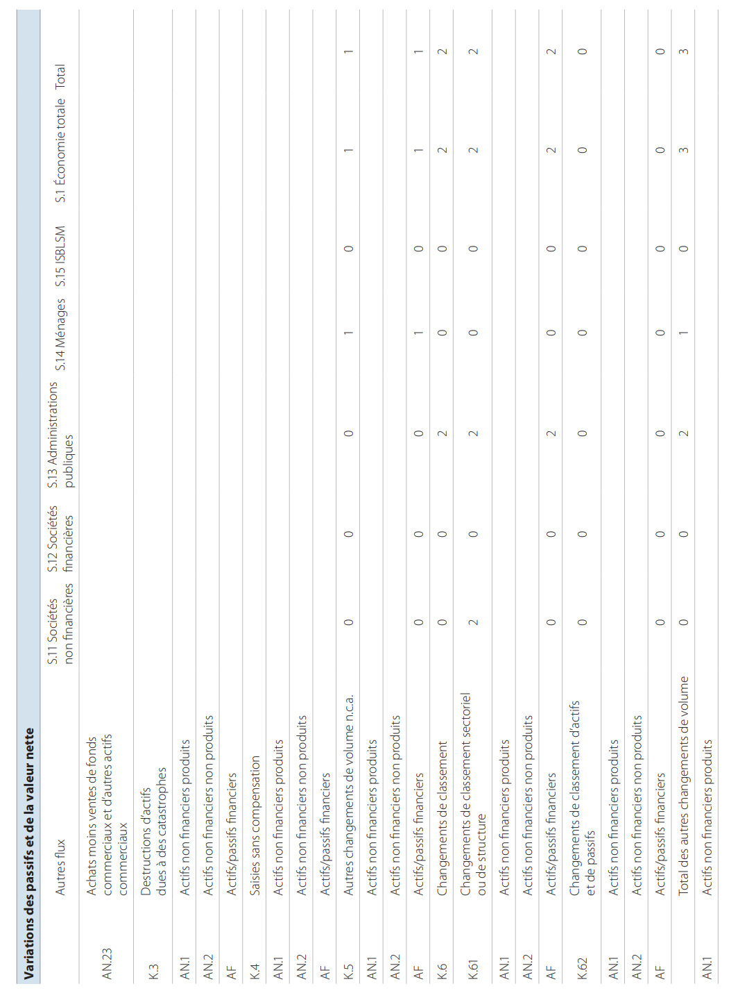 Variations des passifs et de la valeur nette
Autres flux S.11 Sociétés non financières S.12 Sociétés financières S.13 Administrations publiques S.14 Ménages S.15 ISBLSM S.1 Économie totale Total
AN.23 Achats moins ventes de fonds
commerciaux et d’autres actifs
commerciaux
K.3 Destructions d’actifs
dues à des catastrophes
AN.1 Actifs non financiers produits
AN.2 Actifs non financiers non produits
AF Actifs/passifs financiers
K.4 Saisies sans compensation
AN.1 Actifs non financiers produits
AN.2 Actifs non financiers non produits
AF Actifs/passifs financiers
K.5 Autres changements de volume n.c.a. 0 0 0 1 0 1 1
AN.1 Actifs non financiers produits
AN.2 Actifs non financiers non produits
AF Actifs/passifs financiers 0 0 0 1 0 1 1
K.6 Changements de classement 0 0 2 0 0 2 2
K.61 Changements de classement sectoriel
ou de structure 2 0 2 0 0 2 2
AN.1 Actifs non financiers produits
AN.2 Actifs non financiers non produits
AF Actifs/passifs financiers 0 0 2 0 0 2 2
K.62 Changements de classement d’actifs
et de passifs 0 0 0 0 0 0 0
AN.1 Actifs non financiers produits
AN.2 Actifs non financiers non produits
AF Actifs/passifs financiers 0 0 0 0 0 0 0
Total des autres changements de volume 0 0 2 1 0 3 3
AN.1 Actifs non financiers produits